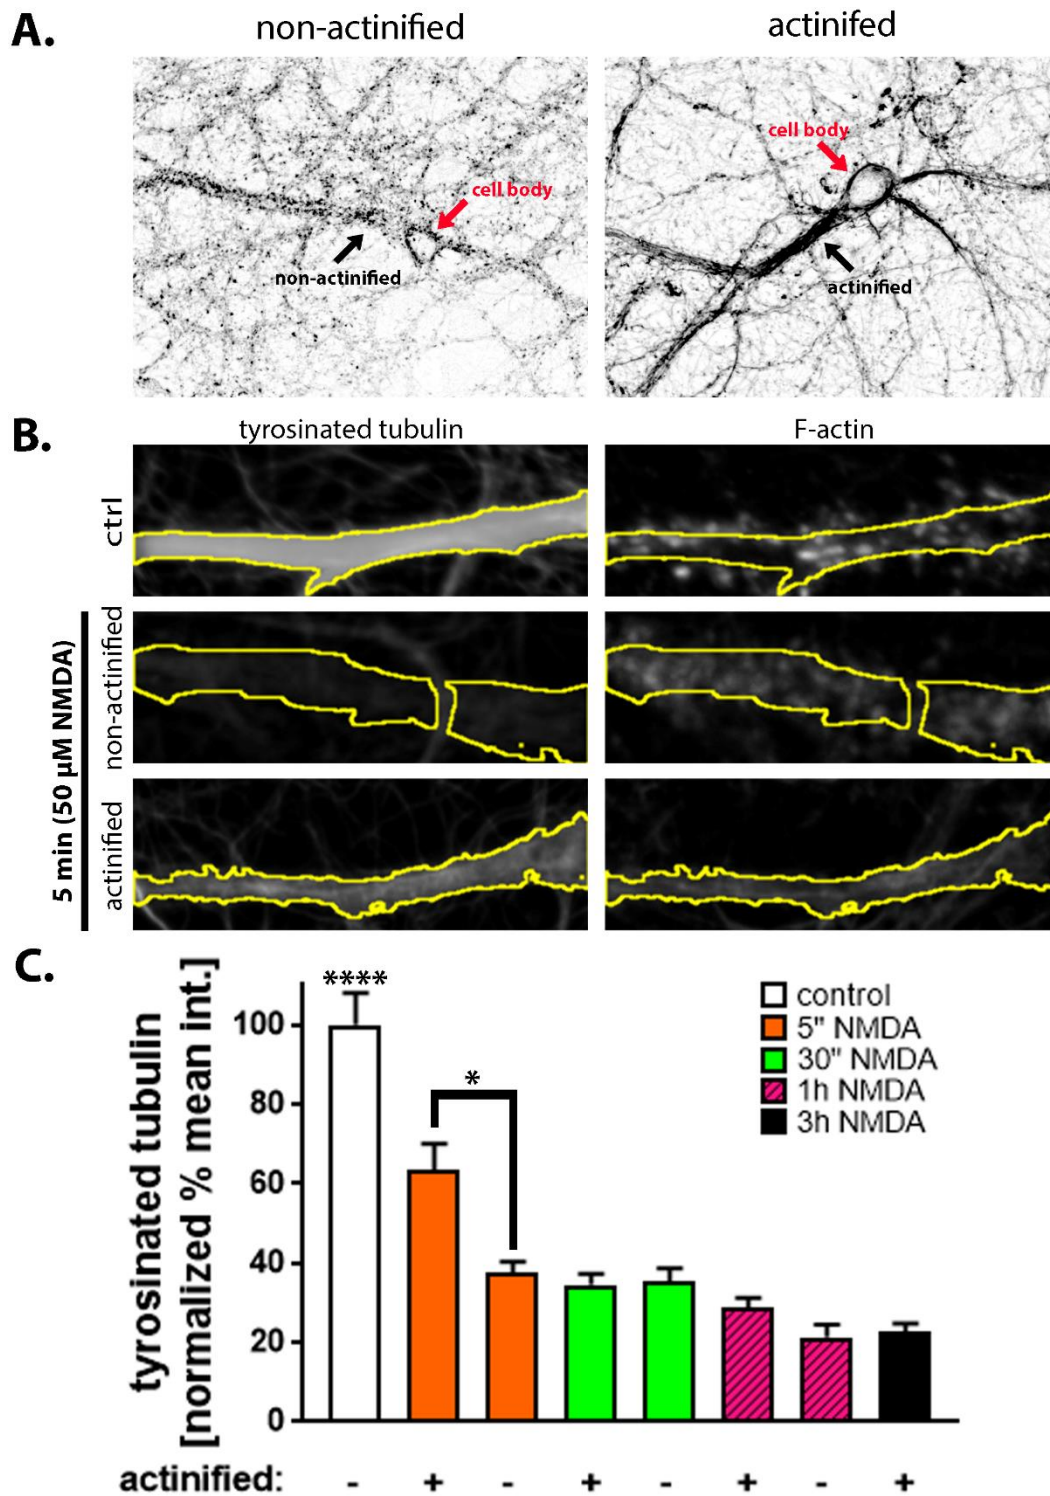 A.
non-actinified
actinifed
cell body
non-actinified
cell body
actinified
B.
tyrosinated tubulin
F-actin
ctrl
5 min (50 µM NMDA)
non-actinified
actinified
C.
tyrosinated tubulin
[normalized % mean int.]
****
*
100
80
60
40
20
0
control
5" NMDA
30" NMDA
1h NMDA
3h NMDA
actinified: - + - + - + - +